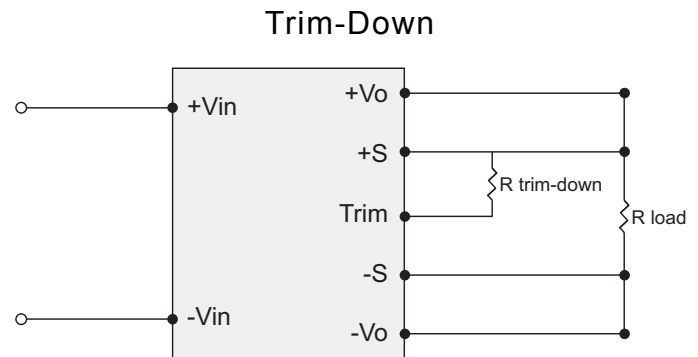 Trim-Down
+Vin
+Vo
+S
R trim-down
Trim
R load
-S
-Vin
-Vo